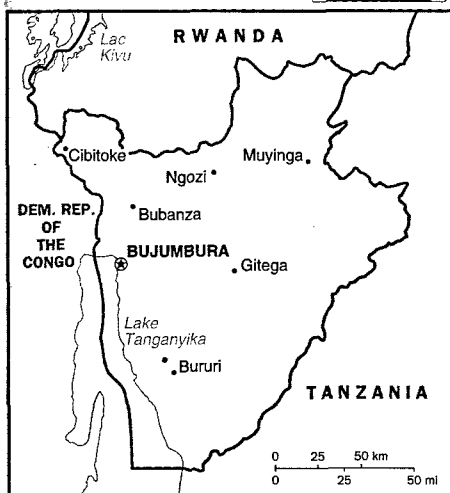 Lac
Kivu
RWANDA
Cibitoke
Muyinga
Ngozi
DEM. REP.
OF
THE
CONGO
Bubanza
BUJUMBURA
Gitega
Lake
Tanganyika
Bururi
TANZANIA
0 25 50 km
0 25 50 mi